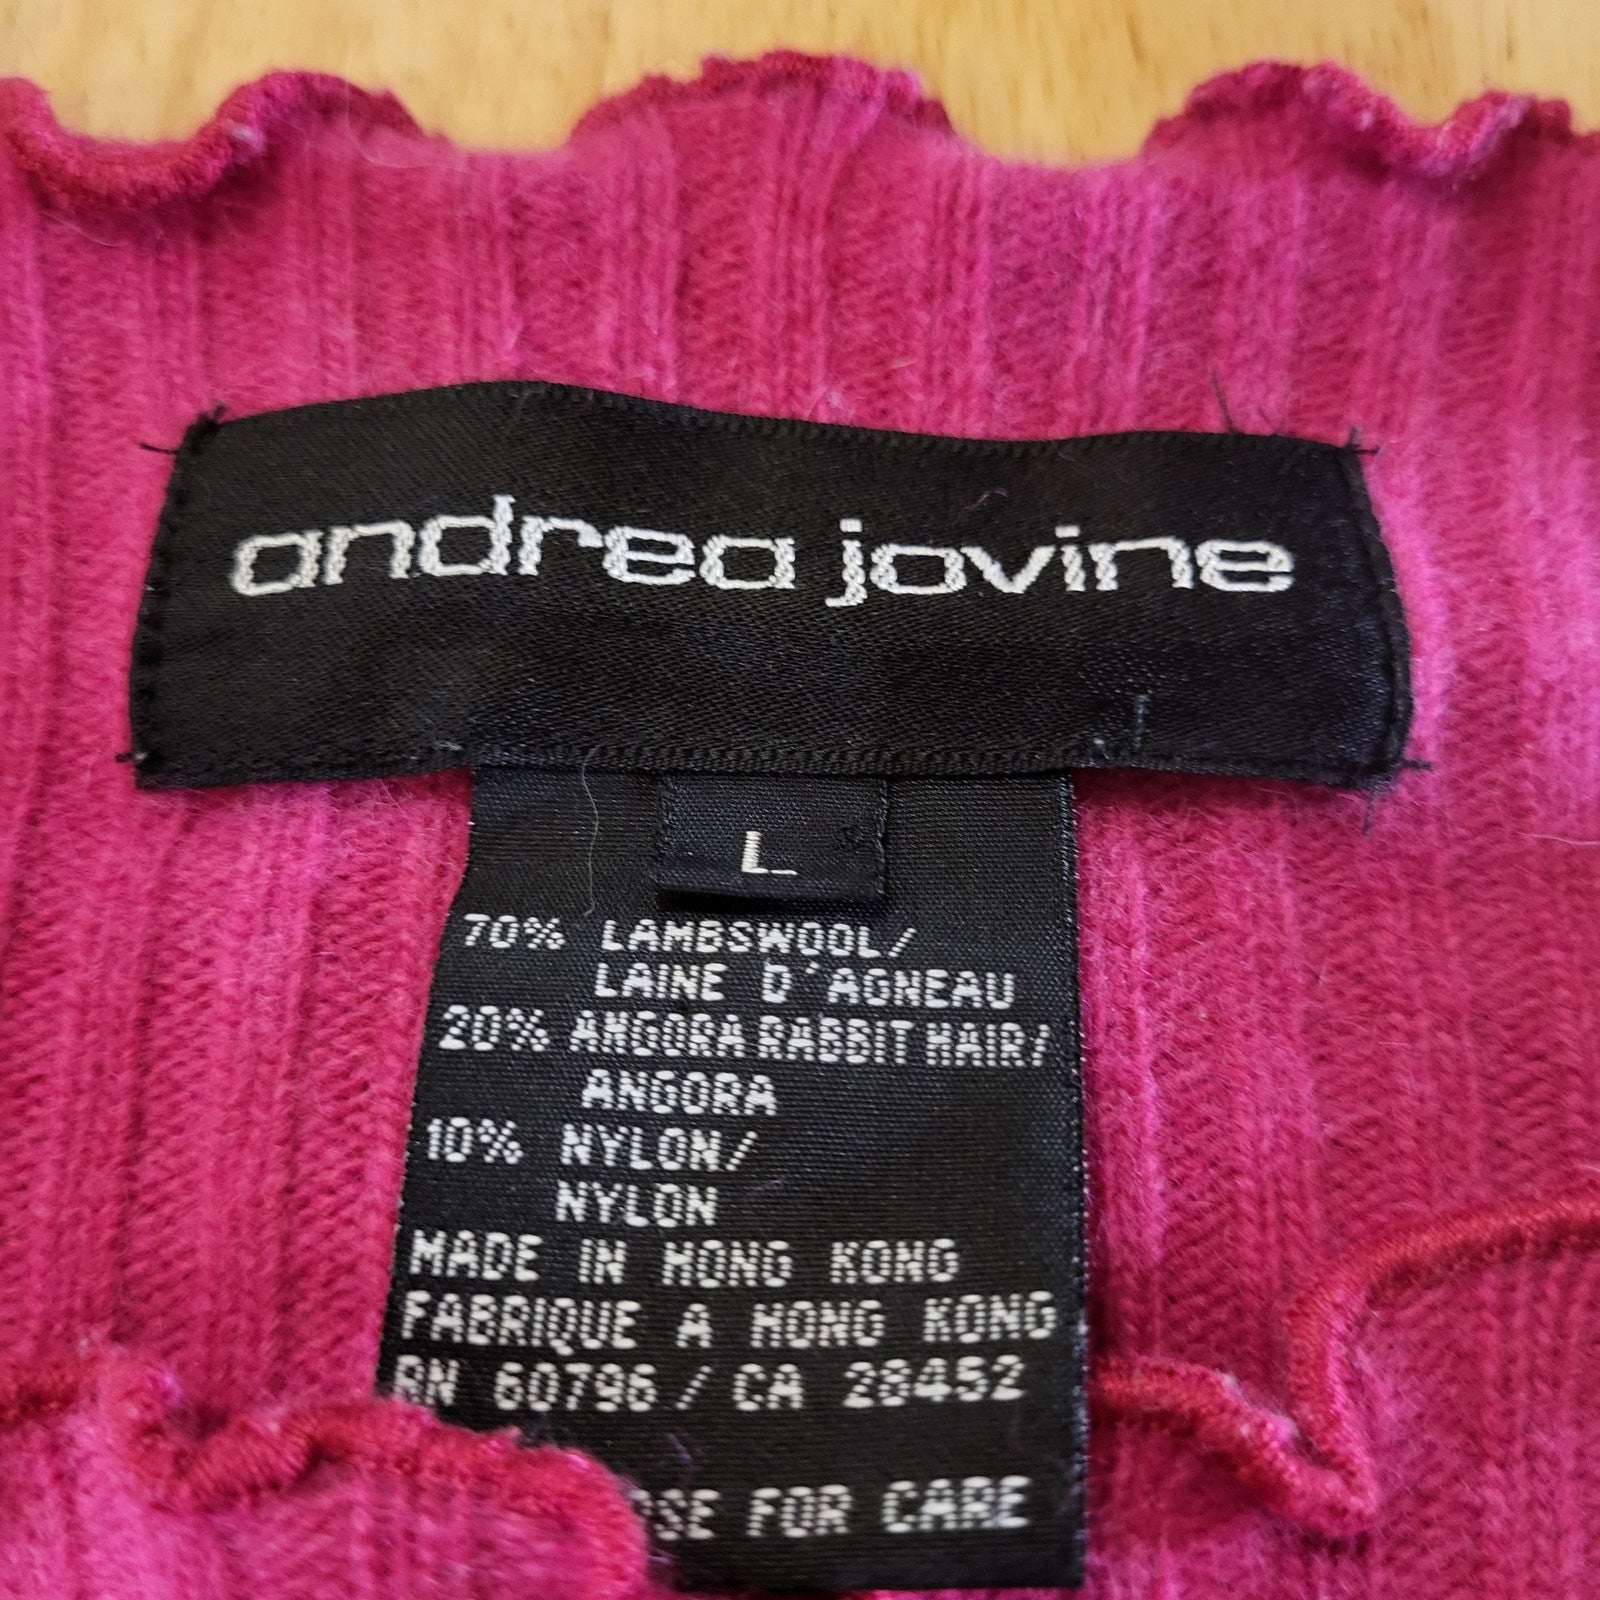 andrea jovine
L
70% LAMBSWOOL/
LAINE D'AGNEAU
20% ANGORA RABBIT HAIR/
ANGORA
10% NYLON/
NYLON
MADE IN HONG KONG
FABRIQUE A HONG KONG
RN 60796 / CA 28452
FOR CARE